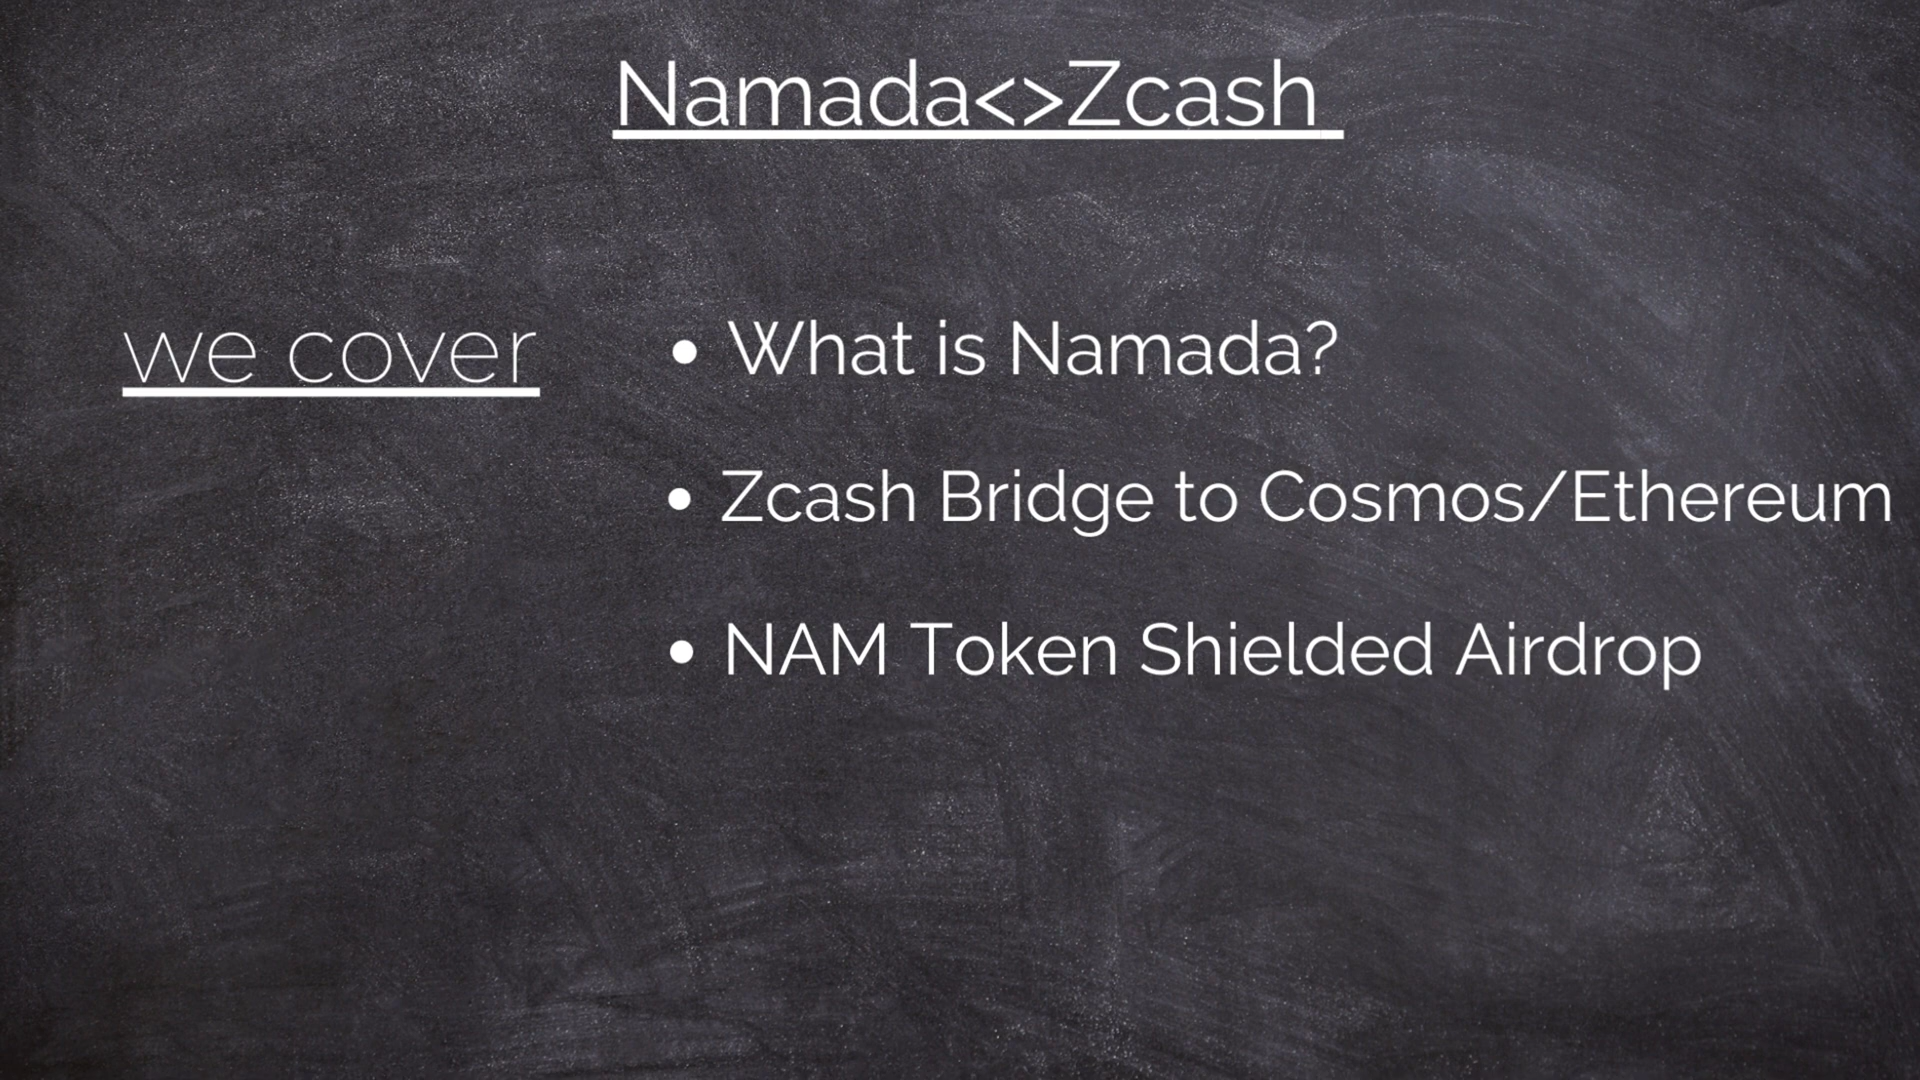 Namada<>Zcash
we cover
• What is Namada?
• Zcash Bridge to Cosmos/Ethereum
• NAM Token Shielded Airdrop